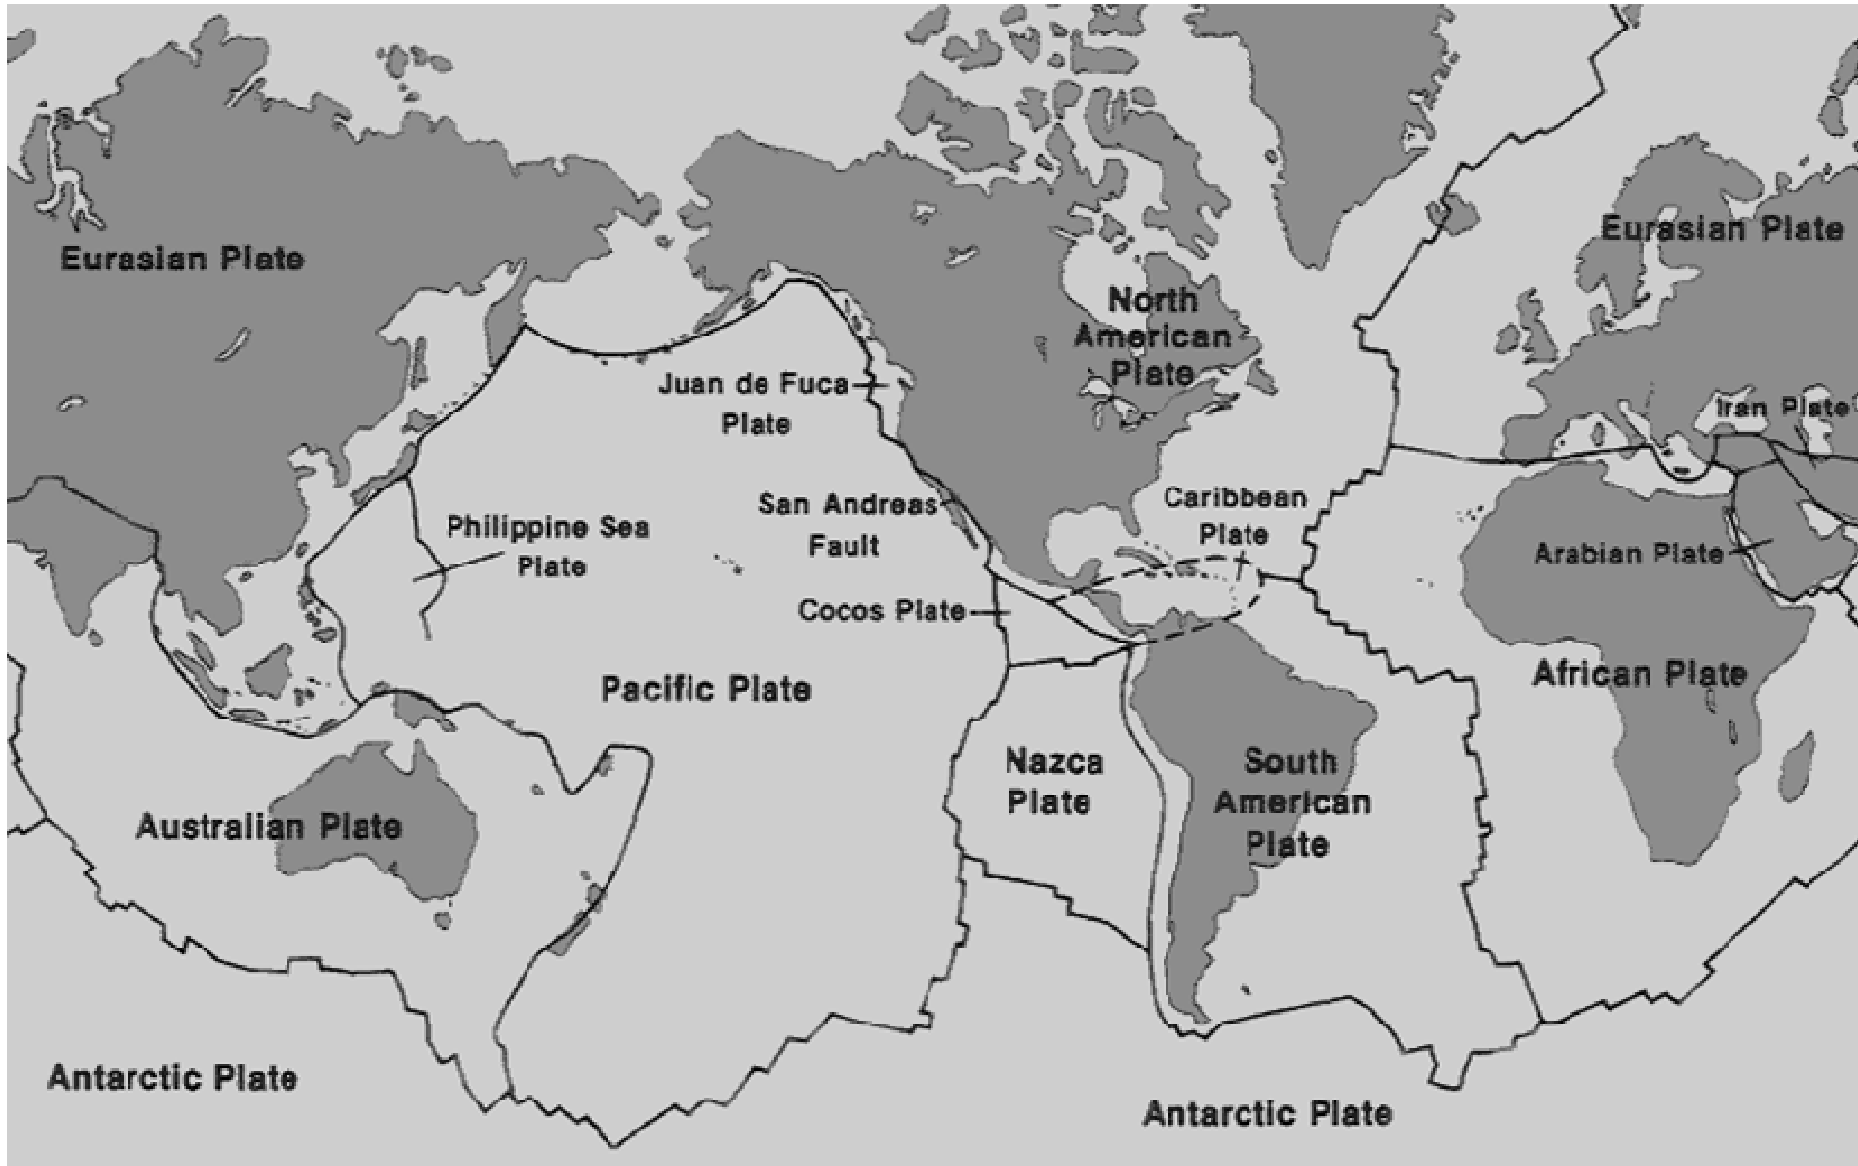 Eurasian Plate
Eurasian Plate
North
American
Plate
Juan de Fuca
Plate
Iran Plate
San Andreas
Fault
Caribbean
Plate
Philippine Sea
Plate
Arabian Plate
Cocos Plate
Pacific Plate
African Plate
Nazca
Plate
South
American
Plate
Australian Plate
Antarctic Plate
Antarctic Plate